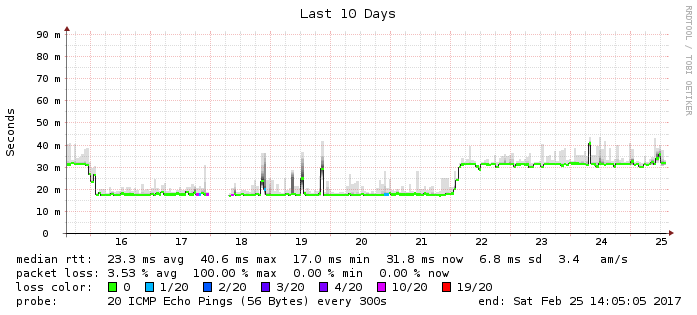 Last 10 Days
RRDTOOL / TOBI OETIKER
Seconds
90 m
80 m
70 m
60 m
50 m
40 m
30 m
20 m
10 m
0
16 17 18 19 20 21 22 23 24 25
median rtt: 23.3 ms avg 40.6 ms max 17.0 ms min 31.8 ms now 6.8 ms sd 3.4 am/s
packet loss: 3.53 % avg 100.00 % max 0.00 % min 0.00 % now
loss color: 0 1/20 2/20 3/20 4/20 10/20 19/20
probe: 20 ICMP Echo Pings (56 Bytes) every 300s end: Sat Feb 25 14:05:05 2017